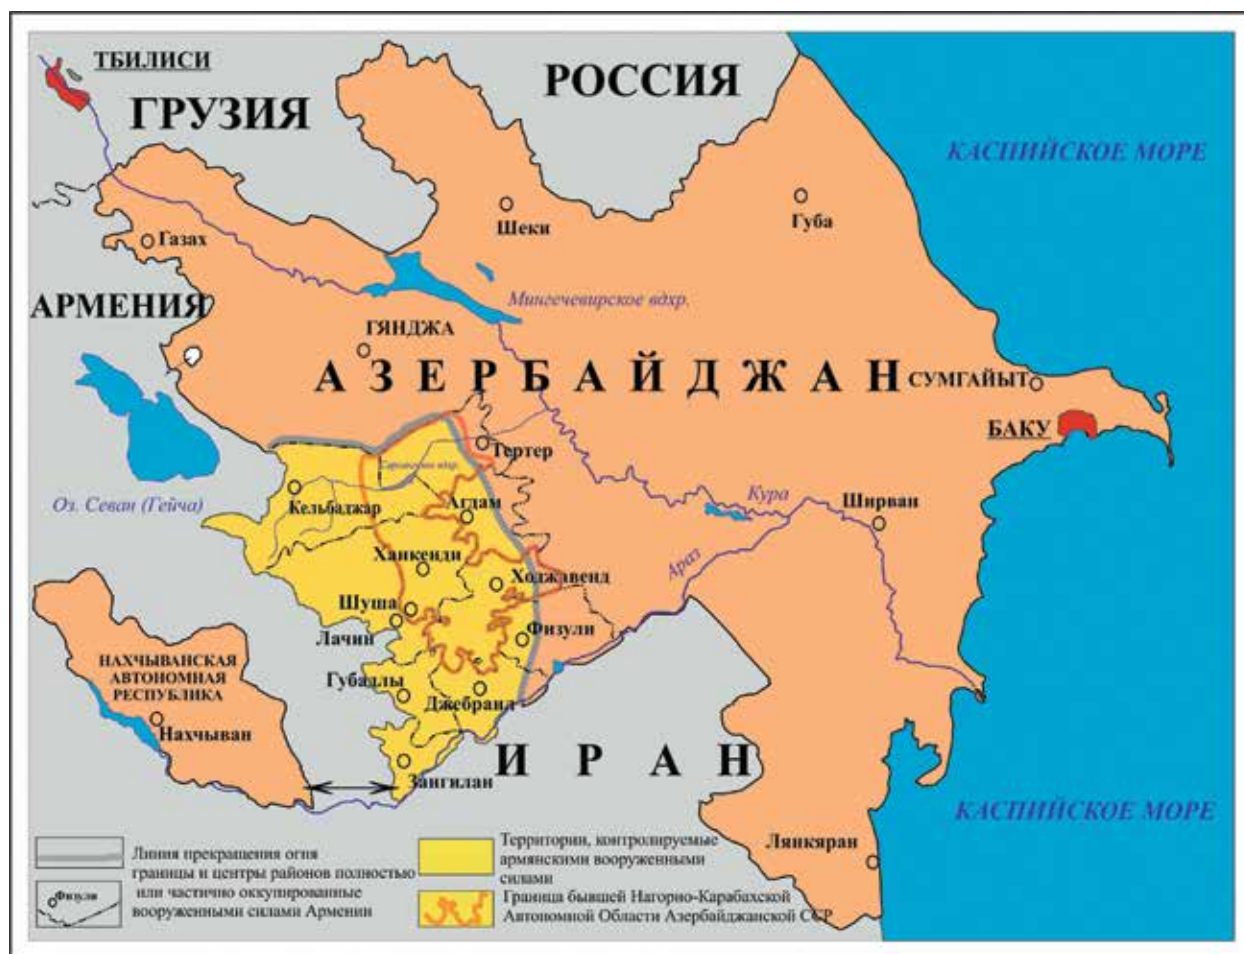 ТБИЛИСИ
ГРУЗИЯ
РОССИЯ
КАСПИЙСКОЕ МОРЕ
Шеки
Губа
Газах
АРМЕНИЯ
Мингечевирское вдхр.
ГЯНДЖА
АЗЕРБАЙДЖАН
СУМГАЙЫТ
БАКУ
Тертер
Оз. Севан (Гейча)
Кельбаджар
Агдам
Кура
Ширван
Ханкенди
Араз
Ходжавенд
Шуша
Лачин
Физули
НАХЧЫВАНСКАЯ
АВТОНОМНАЯ
РЕСПУБЛИКА
Губадлы
Джебраил
Нахчыван
ИРАН
Зангилан
КАСПИЙСКОЕ МОРЕ
Лянкяран
Линия прекращения огня
границы и центры районов полностью
или частично оккупированные
вооруженными силами Армении
Физули
Территории, контролируемые
армянскими вооруженными
силами
Граница бывшей Нагорно-Карабахской
Автономной Области Азербайджанской ССР